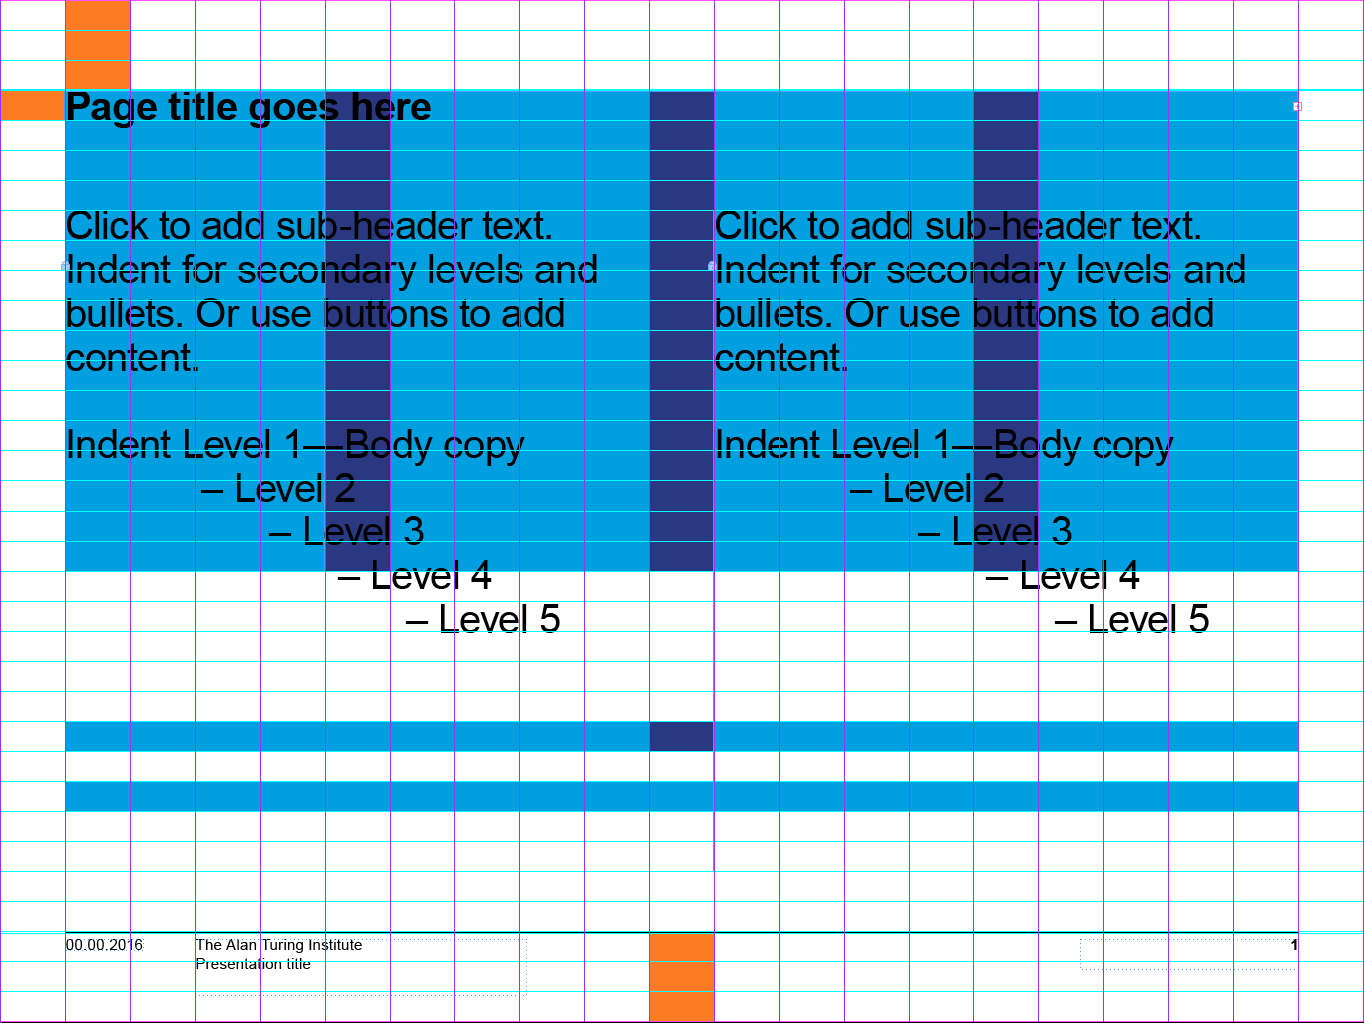 Page title goes here
Click to add sub-header text.
Indent for secondary levels and
bullets. Or use buttons to add
content.
Indent Level 1—Body copy
– Level 2
– Level 3
– Level 4
– Level 5
Click to add sub-header text.
Indent for secondary levels and
bullets. Or use buttons to add
content.
Indent Level 1—Body copy
– Level 2
– Level 3
– Level 4
– Level 5
00.00.2016
The Alan Turing Institute
Presentation title
1